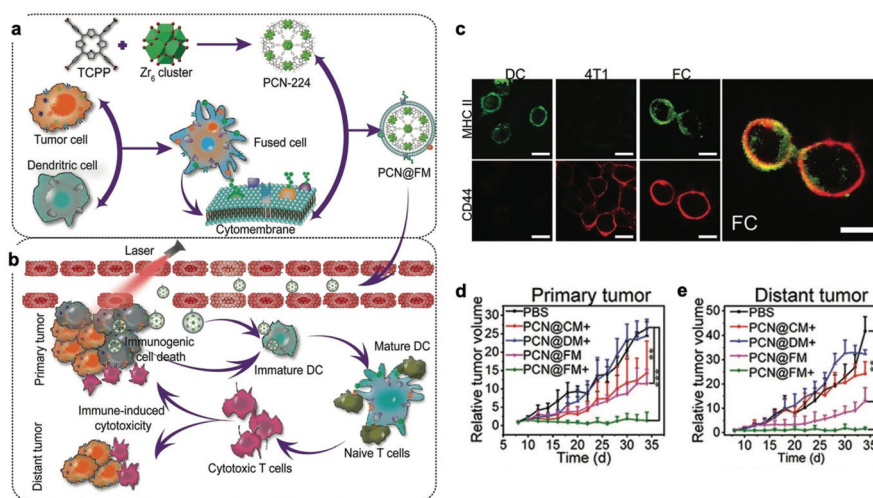 a
TCPP
Zr6 cluster
PCN-224
Tumor cell
Dendritric cell
Fused cell
Cytomembrane
PCN@FM
b
Laser
Primary tumor
Immunogenic
cell death
Immature DC
Mature DC
Naive T cells
Cytotoxic T cells
Immune-induced
cytotoxicity
Distant tumor
c
DC
4T1
FC
MHC II
CD44
FC
d
Primary tumor
PBS
PCN@CM+
PCN@DM+
PCN@FM
PCN@FM+
Relative tumor volume
30
25
20
15
10
5
0
5 10 15 20 25 30 35
Time (d)
**
***
e
Distant tumor
PBS
PCN@CM+
PCN@DM+
PCN@FM
PCN@FM+
Relative tumor volume
50
40
30
20
10
0
5 10 15 20 25 30 35
Time (d)